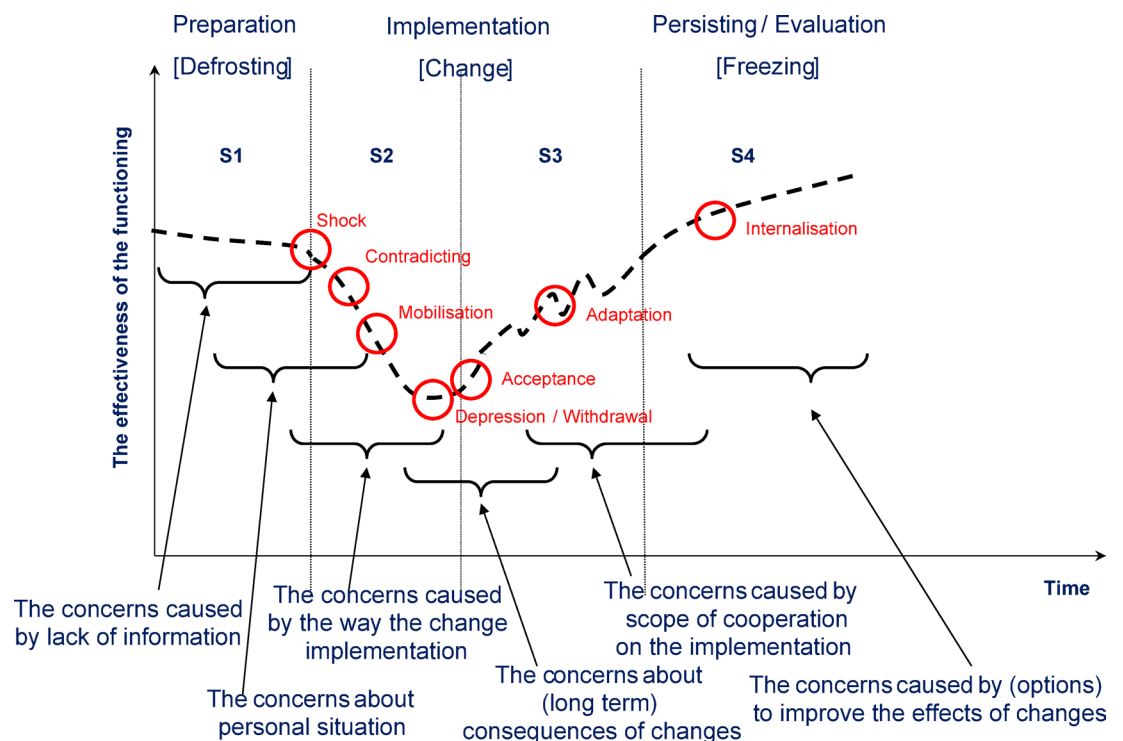 Preparation
[Defrosting]
Implementation
[Change]
Persisting / Evaluation
[Freezing]
The effectiveness of the functioning
S1
S2
S3
S4
Shock
Contradicting
Mobilisation
Depression / Withdrawal
Acceptance
Adaptation
Internalisation
Time
The concerns caused
by lack of information
The concerns about
personal situation
The concerns caused
by the way the change
implementation
The concerns about
(long term)
consequences of changes
The concerns caused by
scope of cooperation
on the implementation
The concerns caused by (options)
to improve the effects of changes